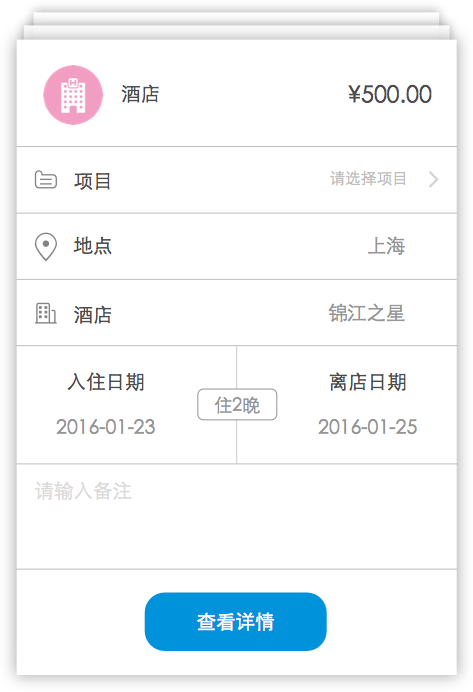 酒店 ¥500.00
项目 请选择项目
地点 上海
酒店 锦江之星
入住日期 离店日期
住2晚
2016-01-23 2016-01-25
请输入备注
查看详情